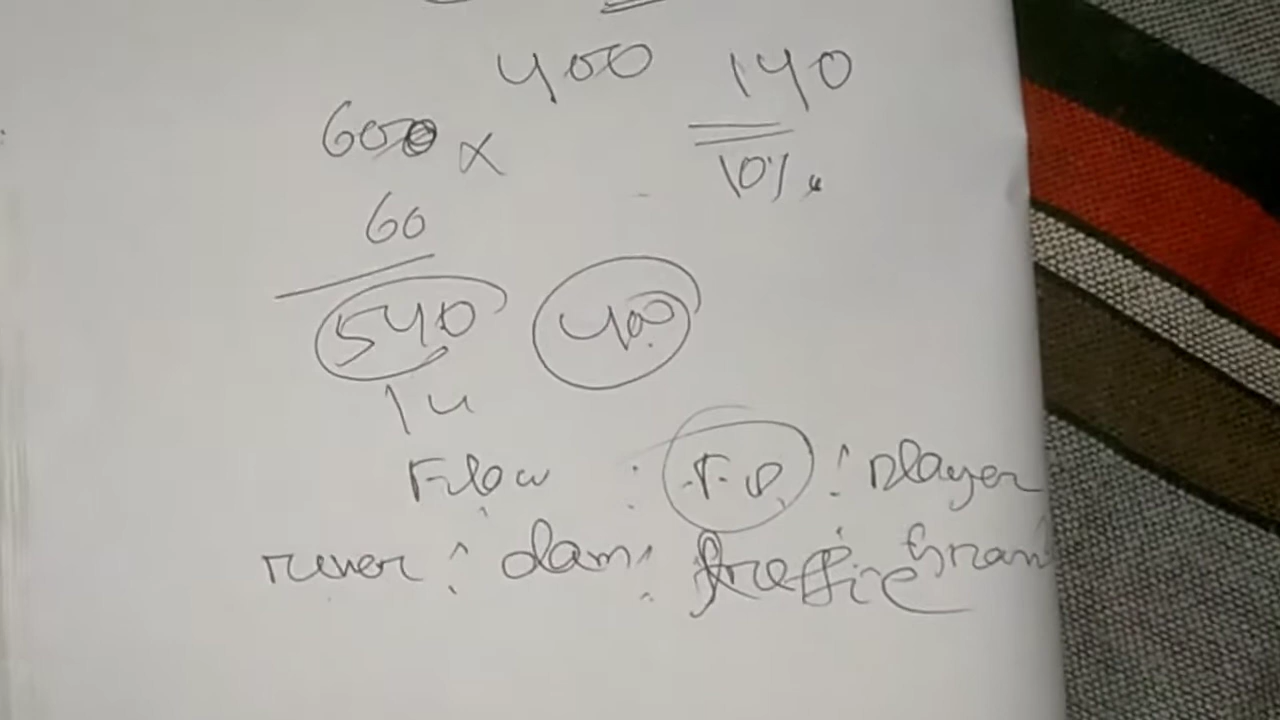 400 140
600 x 10%
60
540 400
14
Flow : F.P : player
river : dam : traffic